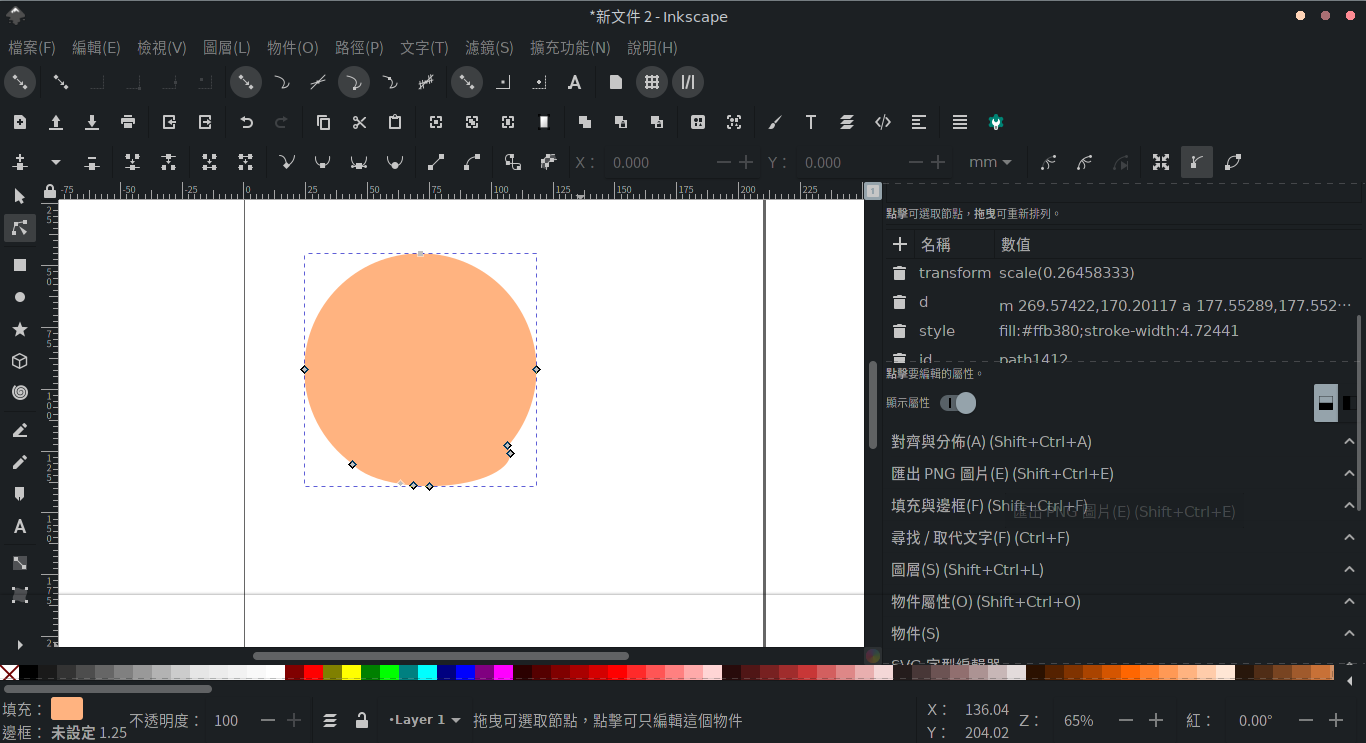 *新文件 2 - Inkscape
檔案(F) 編輯(E) 檢視(V) 圖層(L) 物件(O) 路徑(P) 文字(T) 濾鏡(S) 擴充功能(N) 說明(H)
X： 0.000 Y： 0.000 mm
-75 -50 -25 0 25 50 75 100 125 150 175 200 225
1
點擊可選取節點，拖曳可重新排列。
名稱 數值
transform scale(0.26458333)
d m 269.57422,170.20117 a 177.55289,177.552…
style fill:#ffb380;stroke-width:4.72441
id path1412
點擊要編輯的屬性。
顯示屬性
對齊與分佈(A) (Shift+Ctrl+A)
匯出 PNG 圖片(E) (Shift+Ctrl+E)
填充與邊框(F) (Shift+Ctrl+F)
匯出 PNG 圖片(E) (Shift+Ctrl+E)
尋找 / 取代文字(F) (Ctrl+F)
圖層(S) (Shift+Ctrl+L)
物件屬性(O) (Shift+Ctrl+O)
物件(S)
SVG 字型編輯器
填充： 不透明度： 100 •Layer 1 拖曳可選取節點，點擊可只編輯這個物件 X： 136.04 Z： 65% 紅： 0.00°
邊框： 未設定 1.25 Y： 204.02